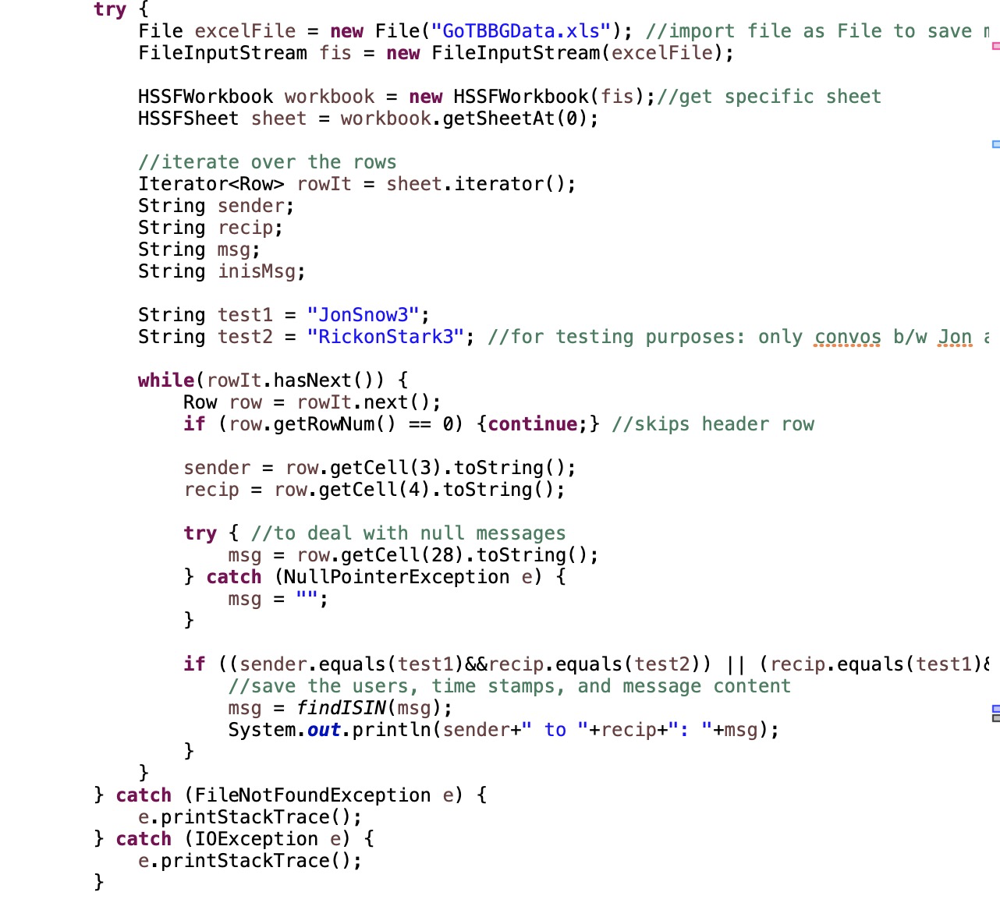 try {
File excelFile = new File("GoTBBGData.xls"); //import file as File to save
FileInputStream fis = new FileInputStream(excelFile);
HSSFWorkbook workbook = new HSSFWorkbook(fis);//get specific sheet
HSSFSheet sheet = workbook.getSheetAt(0);
//iterate over the rows
Iterator<Row> rowIt = sheet.iterator();
String sender;
String recip;
String msg;
String inisMsg;
String test1 = "JonSnow3";
String test2 = "RickonStark3"; //for testing purposes: only convos b/w Jon
while(rowIt.hasNext()) {
Row row = rowIt.next();
if (row.getRowNum() == 0) {continue;} //skips header row
sender = row.getCell(3).toString();
recip = row.getCell(4).toString();
try { //to deal with null messages
msg = row.getCell(28).toString();
} catch (NullPointerException e) {
msg = "";
}
if ((sender.equals(test1)&&recip.equals(test2)) || (recip.equals(test1)&
//save the users, time stamps, and message content
msg = findISIN(msg);
System.out.println(sender+" to "+recip+": "+msg);
}
}
} catch (FileNotFoundException e) {
e.printStackTrace();
} catch (IOException e) {
e.printStackTrace();
}